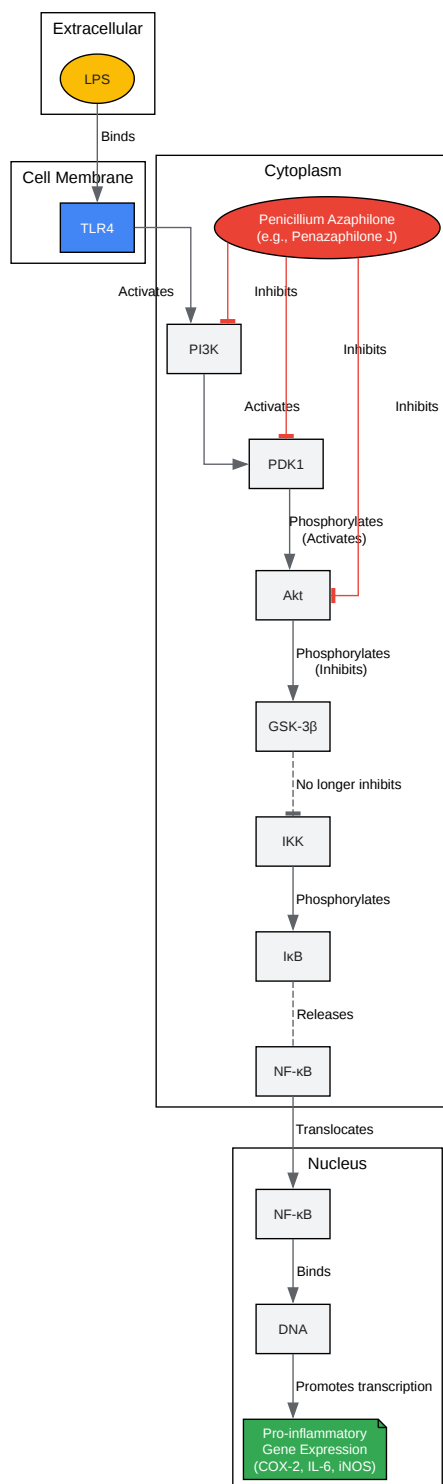 Extracellular
LPS
Binds
Cell Membrane
TLR4
Cytoplasm
Penicillium Azaphilone
(e.g., Penazaphilone J)
Activates
Inhibits
PI3K
Inhibits
Activates
Inhibits
PDK1
Phosphorylates
(Activates)
Akt
Phosphorylates
(Inhibits)
GSK-3β
No longer inhibits
IKK
Phosphorylates
IκB
Releases
NF-κB
Translocates
Nucleus
NF-κB
Binds
DNA
Promotes transcription
Pro-inflammatory
Gene Expression
(COX-2, IL-6, iNOS)